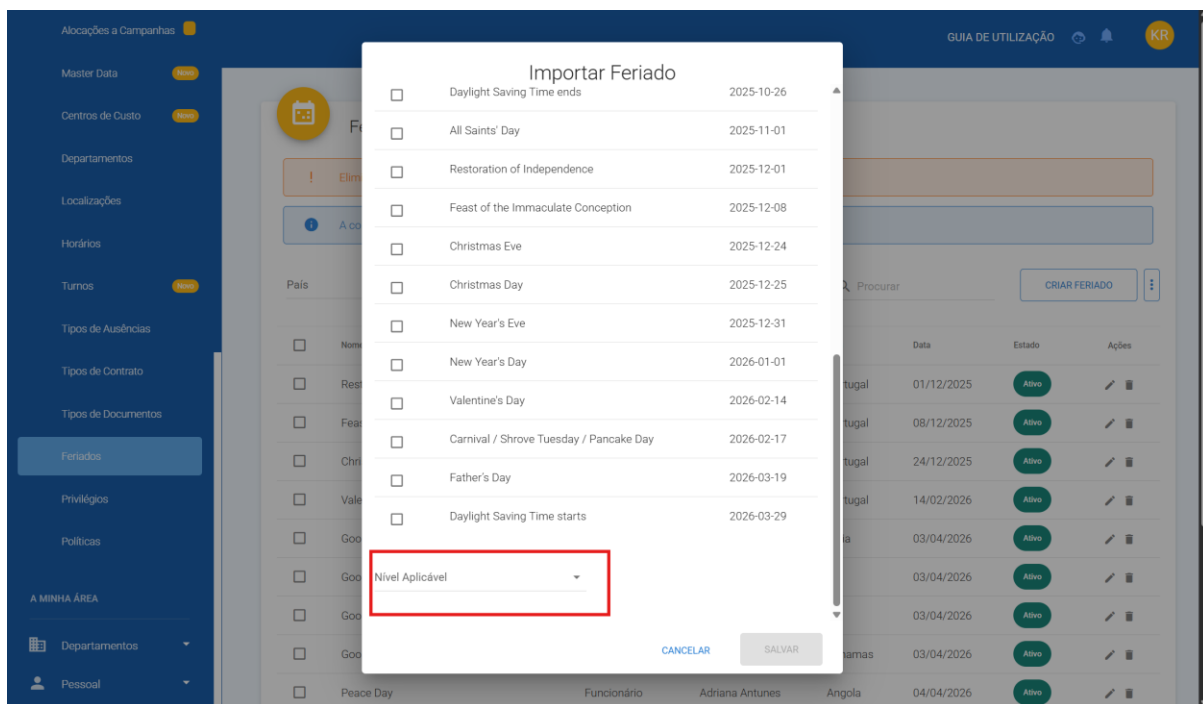 Alocações a Campanhas
GUIA DE UTILIZAÇÃO
KR
Master Data Novo
Centros de Custo Novo
Departamentos
Localizações
Horários
Turnos Novo
Tipos de Ausências
Tipos de Contrato
Tipos de Documentos
Feriados
Privilégios
Políticas
A MINHA ÁREA
Departamentos
Pessoal
Importar Feriado
Daylight Saving Time ends 2025-10-26
All Saints' Day 2025-11-01
Restoration of Independence 2025-12-01
Feast of the Immaculate Conception 2025-12-08
Christmas Eve 2025-12-24
Christmas Day 2025-12-25
New Year's Eve 2025-12-31
New Year's Day 2026-01-01
Valentine's Day 2026-02-14
Carnival / Shrove Tuesday / Pancake Day 2026-02-17
Father's Day 2026-03-19
Daylight Saving Time starts 2026-03-29
Nível Aplicável
CANCELAR SALVAR
País Procurar CRIAR FERIADO
Data Estado Ações
01/12/2025 Ativo
08/12/2025 Ativo
24/12/2025 Ativo
14/02/2026 Ativo
03/04/2026 Ativo
03/04/2026 Ativo
03/04/2026 Ativo
03/04/2026 Ativo
Peace Day Funcionário Adriana Antunes Angola 04/04/2026 Ativo